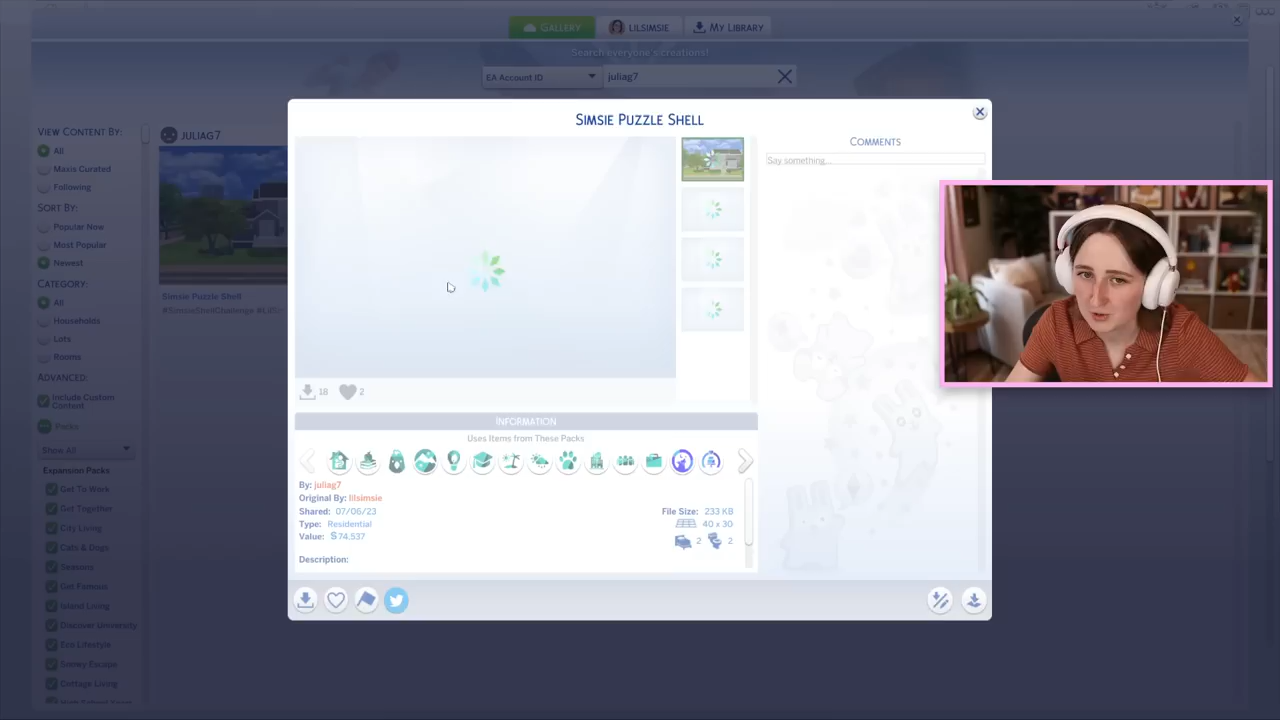 GALLERY
LILSIMSIE
MY LIBRARY
Search everyone's creations!
EA Account ID
juliag7
VIEW CONTENT BY:
All
Maxis Curated
Following
SORT BY:
Popular Now
Most Popular
Newest
CATEGORY:
All
Households
Lots
Rooms
ADVANCED:
Include Custom
Content
Packs
Show All
Expansion Packs
Get To Work
Get Together
City Living
Cats & Dogs
Seasons
Get Famous
Island Living
Discover University
Eco Lifestyle
Snowy Escape
Cottage Living
High School Years
JULIAG7
Simsie Puzzle Shell
SIMSIE PUZZLE SHELL
18
2
INFORMATION
Uses Items from These Packs
By: juliag7
Original By: lilsimsie
Shared: 07/06/23
Type: Residential
Value: §74,537
Description:
File Size: 233 KB
40 x 30
2
2
COMMENTS
Say something...